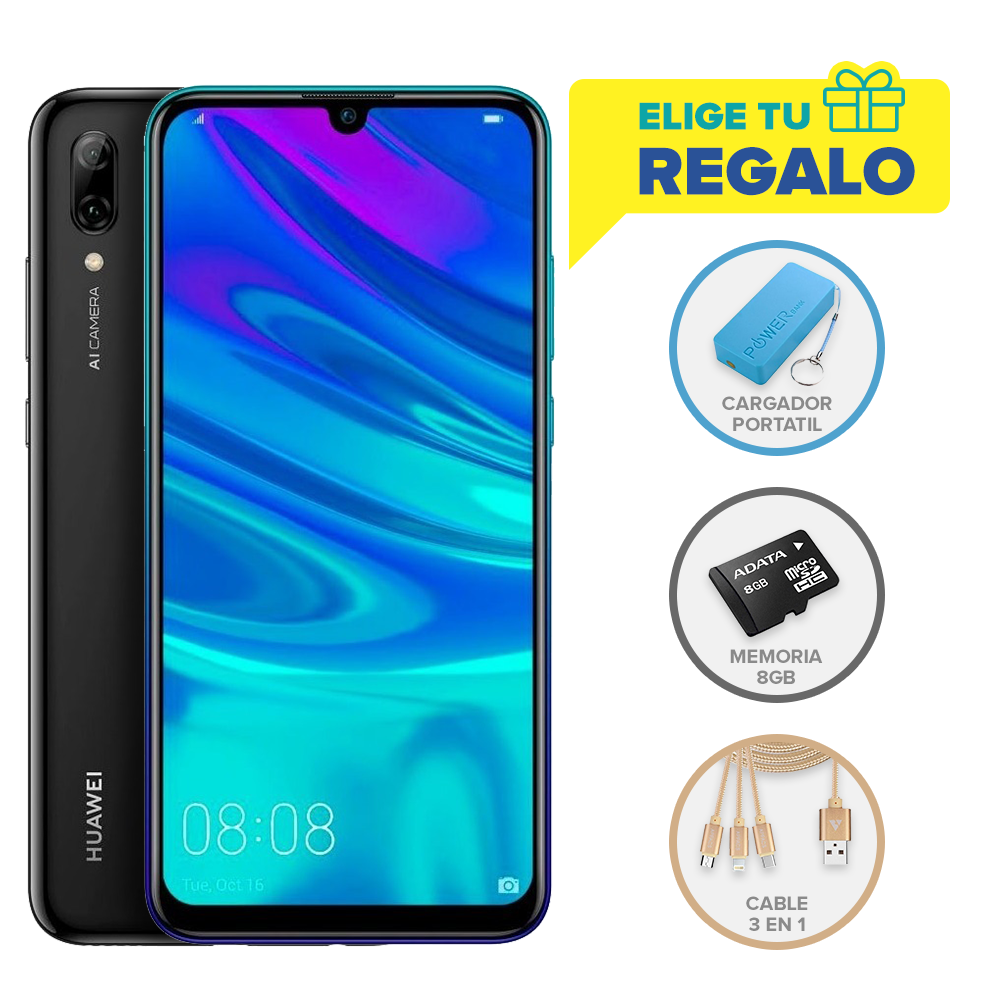 AI CAMERA
HUAWEI
08:08
Tue, Oct 16
ELIGE TU
REGALO
POWER BANK
CARGADOR
PORTATIL
ADATA
8GB
micro
SD
HC
MEMORIA
8GB
CABLE
3 EN 1